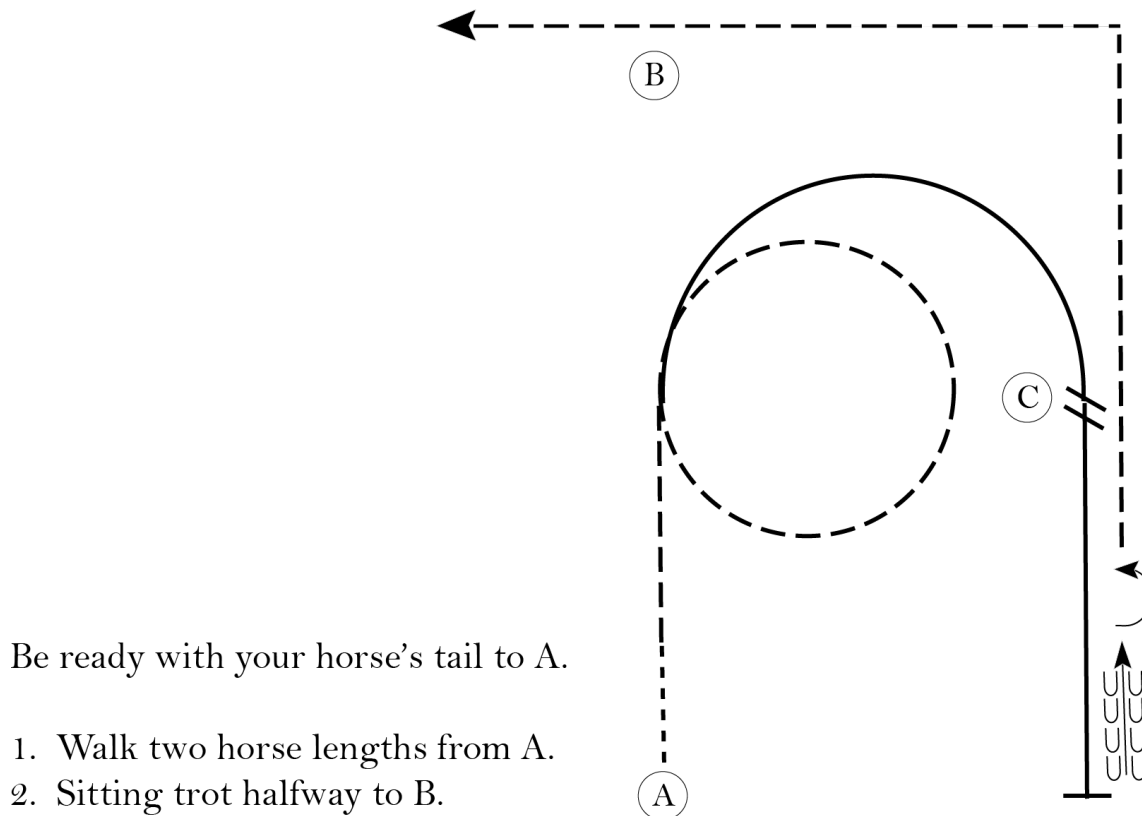 B
C
Be ready with your horse’s tail to A.
1. Walk two horse lengths from A.
2. Sitting trot halfway to B.
A